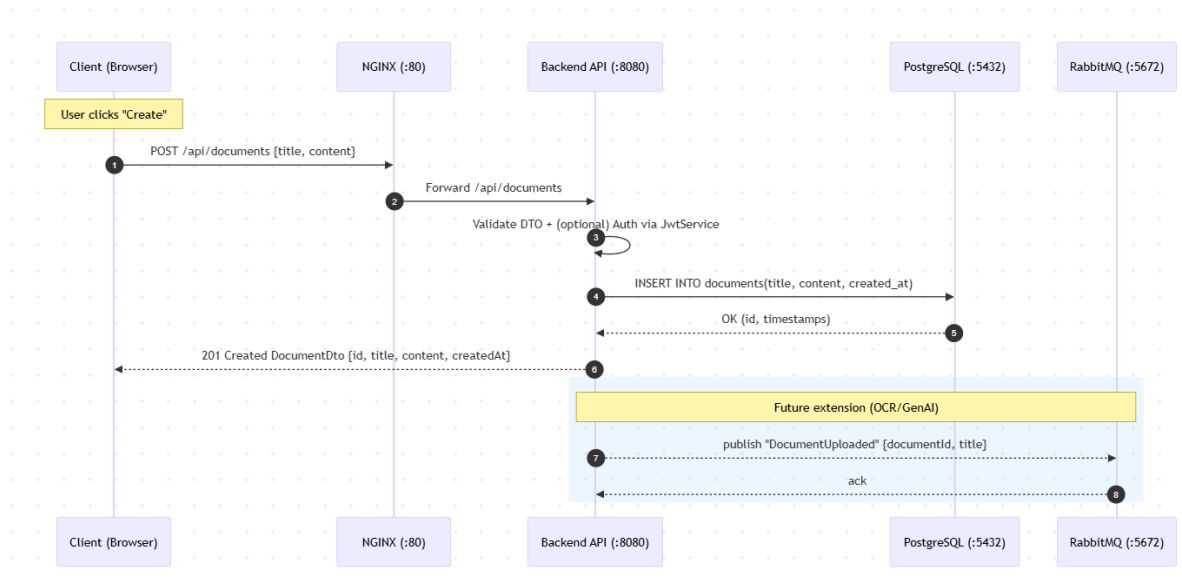 Client (Browser)
NGINX (:80)
Backend API (:8080)
PostgreSQL (:5432)
RabbitMQ (:5672)
User clicks "Create"
1
POST /api/documents {title, content}
2
Forward /api/documents
Validate DTO + (optional) Auth via JwtService
3
4
INSERT INTO documents(title, content, created_at)
OK (id, timestamps)
5
201 Created DocumentDto {id, title, content, createdAt}
6
Future extension (OCR/GenAI)
7
publish "DocumentUploaded" {documentId, title}
ack
8
Client (Browser)
NGINX (:80)
Backend API (:8080)
PostgreSQL (:5432)
RabbitMQ (:5672)